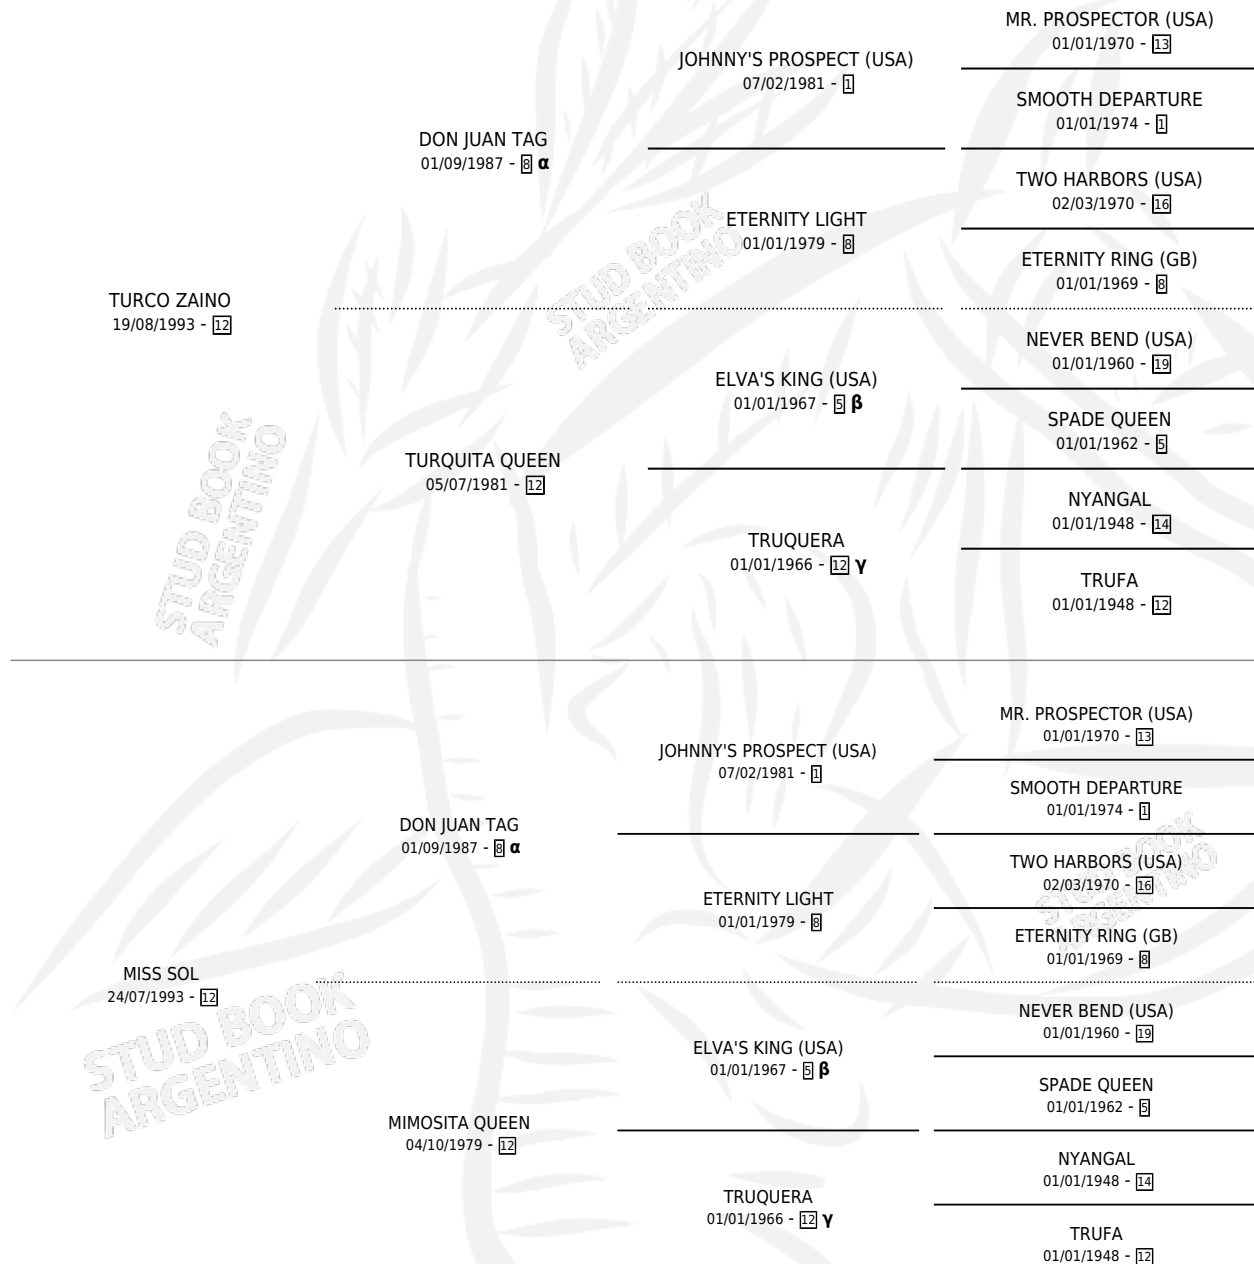 MR. PROSPECTOR (USA)
01/01/1970 - 13
JOHNNY'S PROSPECT (USA)
07/02/1981 - 1
SMOOTH DEPARTURE
01/01/1974 - 1
DON JUAN TAG
01/09/1987 - 8 α
TWO HARBORS (USA)
02/03/1970 - 16
ETERNITY LIGHT
01/01/1979 - 8
ETERNITY RING (GB)
01/01/1969 - 8
STUD BOOK
ARGENTINO
TURCO ZAINO
19/08/1993 - 12
NEVER BEND (USA)
01/01/1960 - 19
ELVA'S KING (USA)
01/01/1967 - 5 β
SPADE QUEEN
01/01/1962 - 5
STUD BOOK
ARGENTINO
TURQUITA QUEEN
05/07/1981 - 12
NYANGAL
01/01/1948 - 14
TRUQUERA
01/01/1966 - 12 γ
TRUFA
01/01/1948 - 12
MR. PROSPECTOR (USA)
01/01/1970 - 13
JOHNNY'S PROSPECT (USA)
07/02/1981 - 1
SMOOTH DEPARTURE
01/01/1974 - 1
DON JUAN TAG
01/09/1987 - 8 α
TWO HARBORS (USA)
02/03/1970 - 16
STUD BOOK
ARGENTINO
ETERNITY LIGHT
01/01/1979 - 8
ETERNITY RING (GB)
01/01/1969 - 8
MISS SOL
24/07/1993 - 12
STUD BOOK
ARGENTINO
NEVER BEND (USA)
01/01/1960 - 19
ELVA'S KING (USA)
01/01/1967 - 5 β
SPADE QUEEN
01/01/1962 - 5
MIMOSITA QUEEN
04/10/1979 - 12
NYANGAL
01/01/1948 - 14
TRUQUERA
01/01/1966 - 12 γ
TRUFA
01/01/1948 - 12